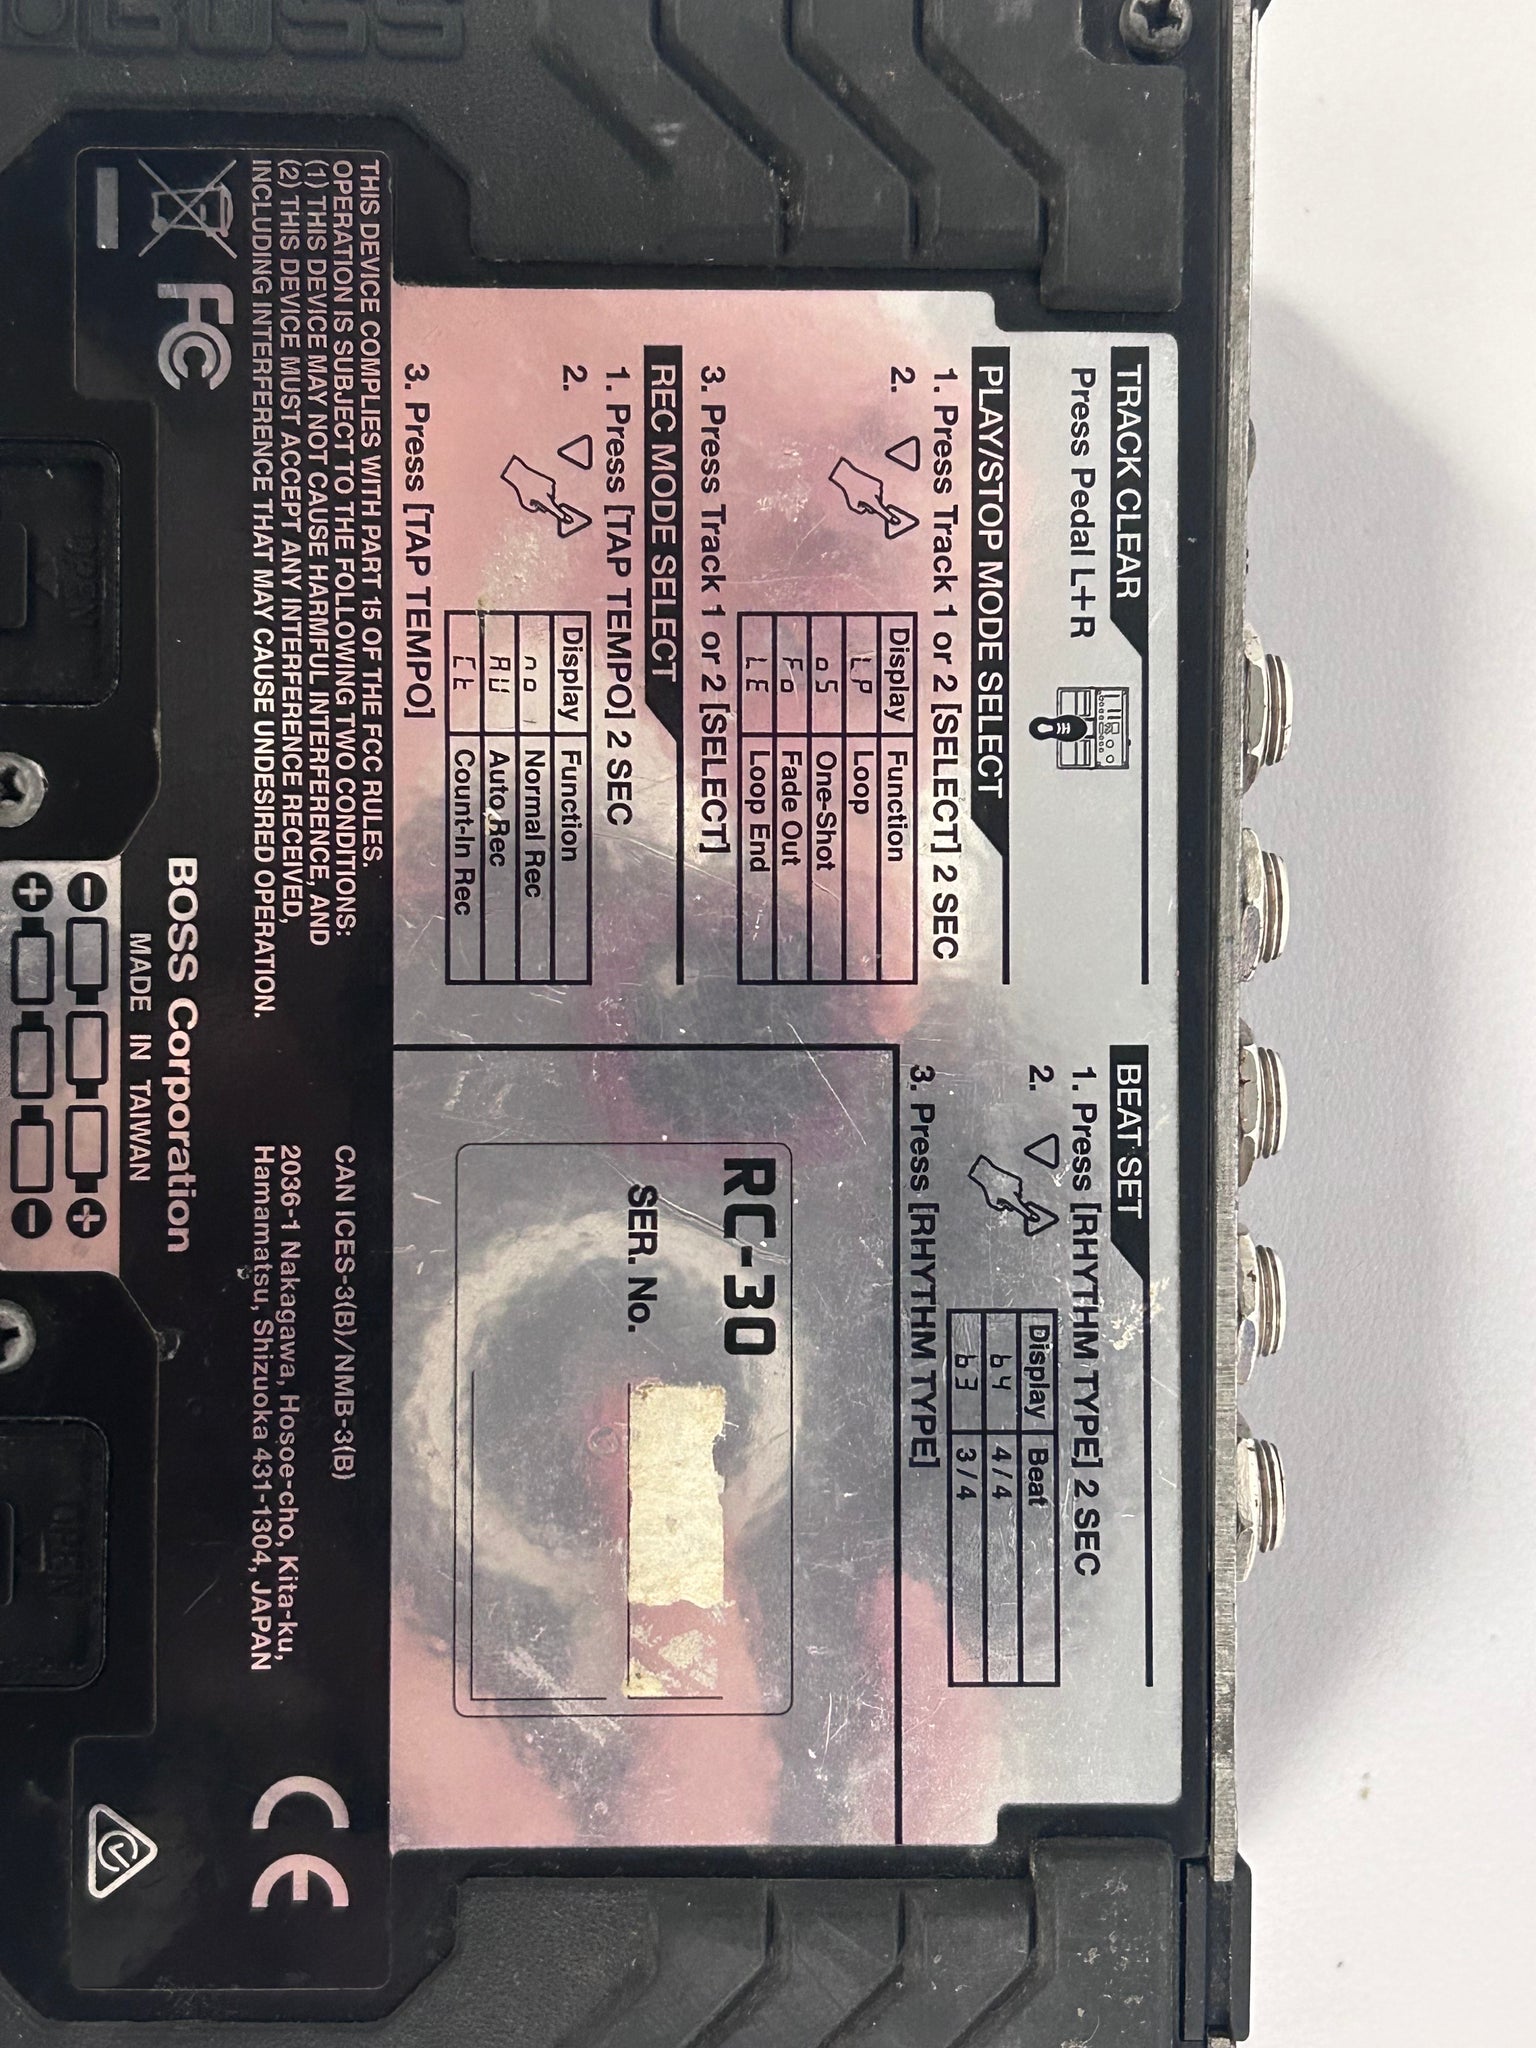 BOSS
TRACK CLEAR
Press Pedal L+R
PLAY/STOP MODE SELECT
1. Press Track 1 or 2 [SELECT] 2 SEC
2.
Display Function
LP Loop
oS One-Shot
Fo Fade Out
LE Loop End
3. Press Track 1 or 2 [SELECT]
REC MODE SELECT
1. Press [TAP TEMPO] 2 SEC
2.
Display Function
no Normal Rec
AU Auto Rec
Ct Count-In Rec
3. Press [TAP TEMPO]
BEAT SET
1. Press [RHYTHM TYPE] 2 SEC
2.
Display Beat
b4 4/4
b3 3/4
3. Press [RHYTHM TYPE]
RC-30
SER. No.
THIS DEVICE COMPLIES WITH PART 15 OF THE FCC RULES.
OPERATION IS SUBJECT TO THE FOLLOWING TWO CONDITIONS:
(1) THIS DEVICE MAY NOT CAUSE HARMFUL INTERFERENCE, AND
(2) THIS DEVICE MUST ACCEPT ANY INTERFERENCE RECEIVED,
INCLUDING INTERFERENCE THAT MAY CAUSE UNDESIRED OPERATION.
FC
CAN ICES-3(B)/NMB-3(B)
2036-1 Nakagawa, Hosoe-cho, Kita-ku,
Hamamatsu, Shizuoka 431-1304, JAPAN
CE
BOSS Corporation
MADE IN TAIWAN
OPEN
OPEN